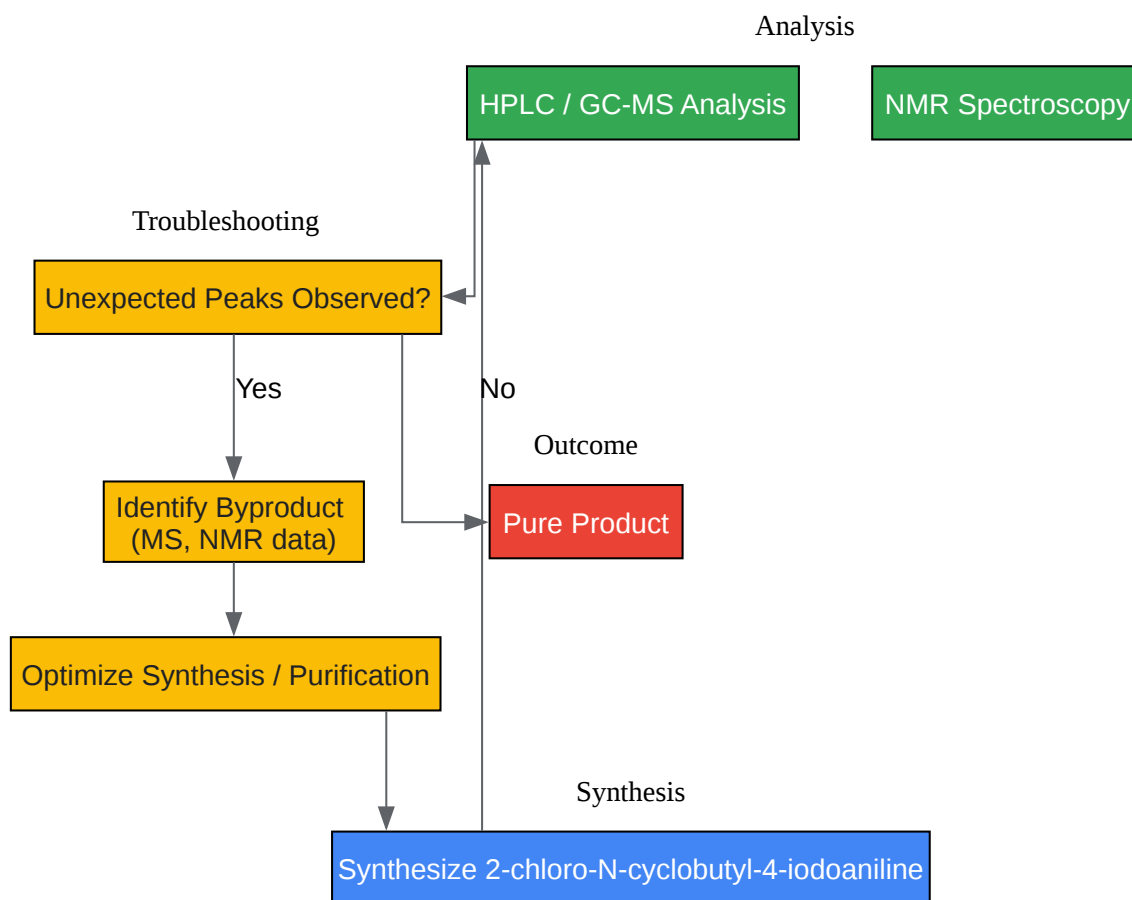 Analysis
HPLC / GC-MS Analysis
NMR Spectroscopy
Troubleshooting
Unexpected Peaks Observed?
Yes
No
Outcome
Identify Byproduct
(MS, NMR data)
Pure Product
Optimize Synthesis / Purification
Synthesis
Synthesize 2-chloro-N-cyclobutyl-4-iodoaniline